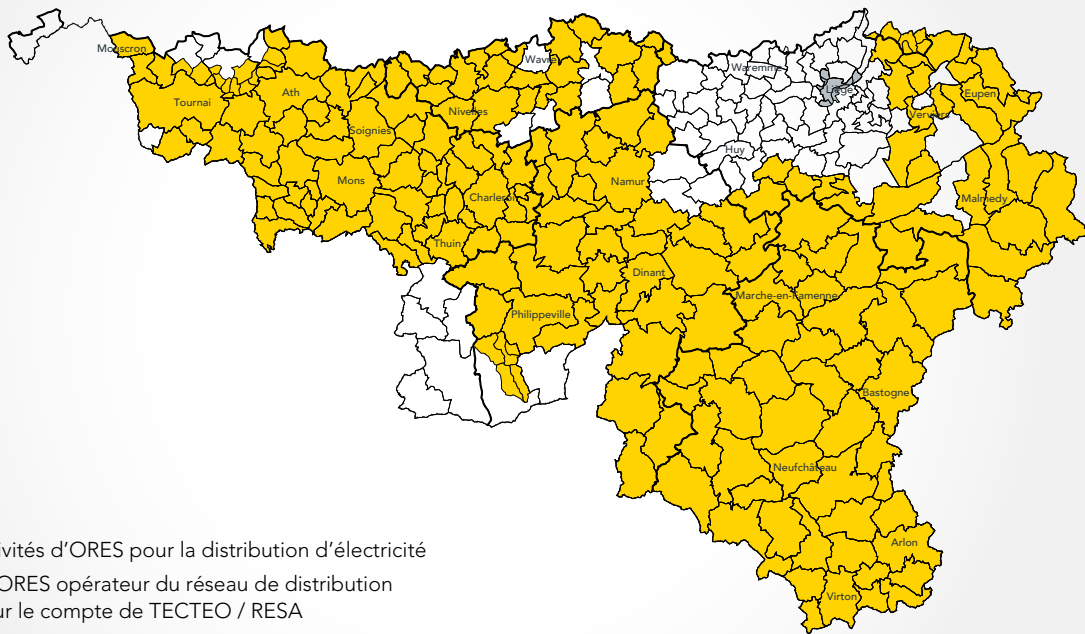 Mouscron
Wavre
Waremme
Liège
Ath
Tournai
Eupen
Nivelles
Verviers
Soignies
Huy
Mons
Namur
Charleroi
Malmedy
Thuin
Dinant
Marche-en-Famenne
Philippeville
Bastogne
Neufchâteau
Arlon
Virton
vités d'ORES pour la distribution d'électricité
ORES opérateur du réseau de distribution
ur le compte de TECTEO / RESA